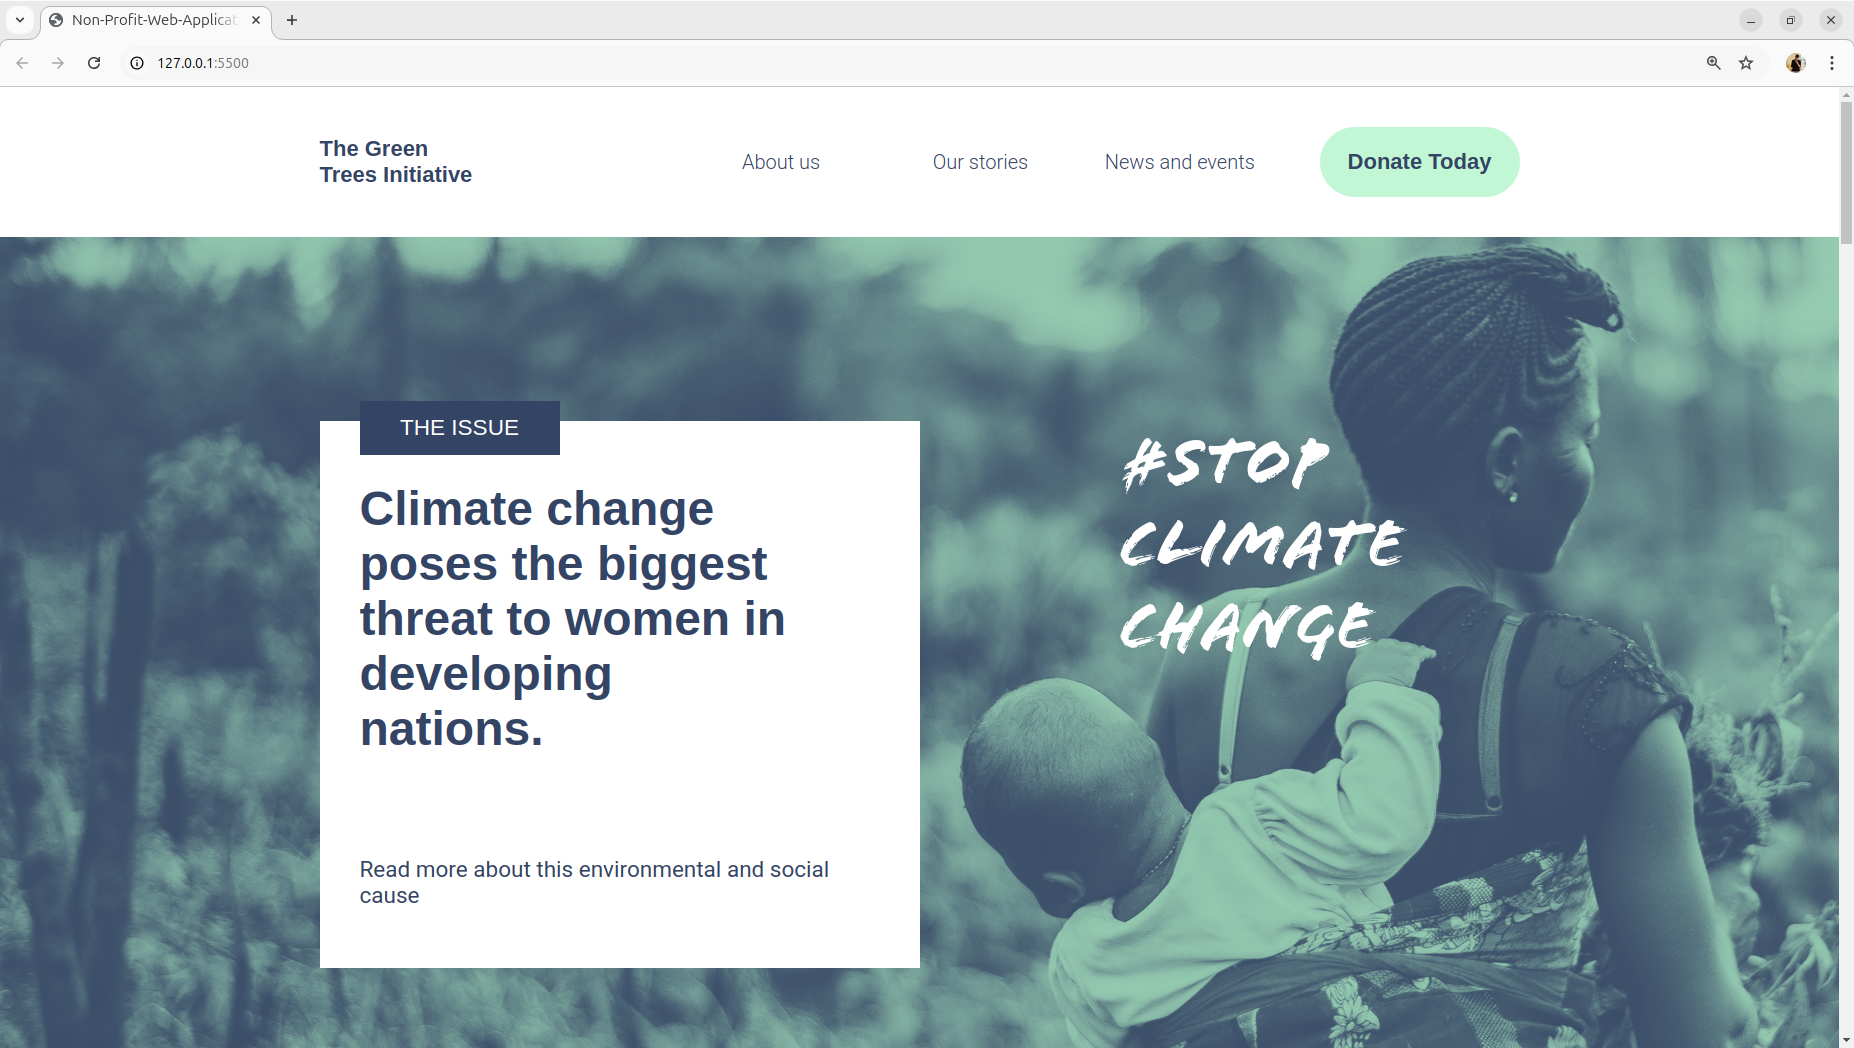 Non-Profit-Web-Applicat
127.0.0.1:5500
The Green
Trees Initiative
About us
Our stories
News and events
Donate Today
THE ISSUE
Climate change
poses the biggest
threat to women in
developing
nations.
Read more about this environmental and social
cause
#STOP
CLIMATE
CHANGE